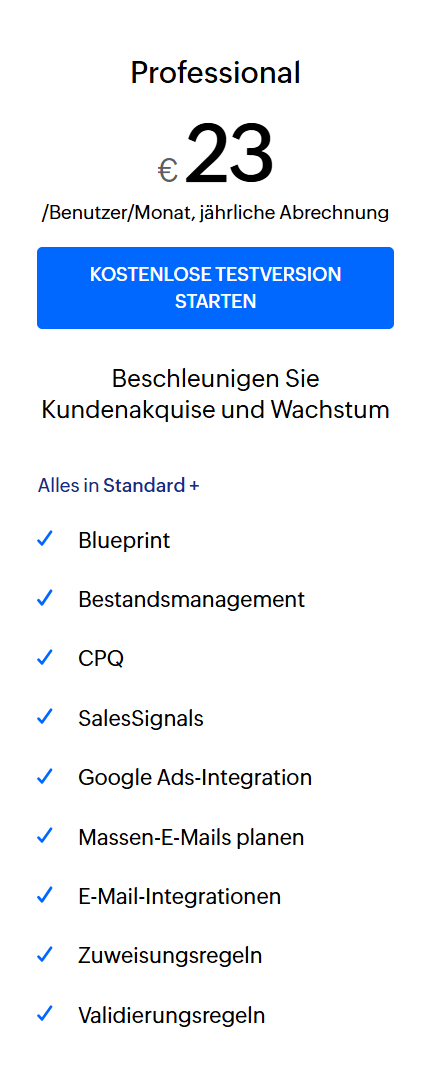 Professional
€23
/Benutzer/Monat, jährliche Abrechnung
KOSTENLOSE TESTVERSION
STARTEN
Beschleunigen Sie
Kundenakquise und Wachstum
Alles in Standard +
Blueprint
Bestandsmanagement
CPQ
SalesSignals
Google Ads-Integration
Massen-E-Mails planen
E-Mail-Integrationen
Zuweisungsregeln
Validierungsregeln